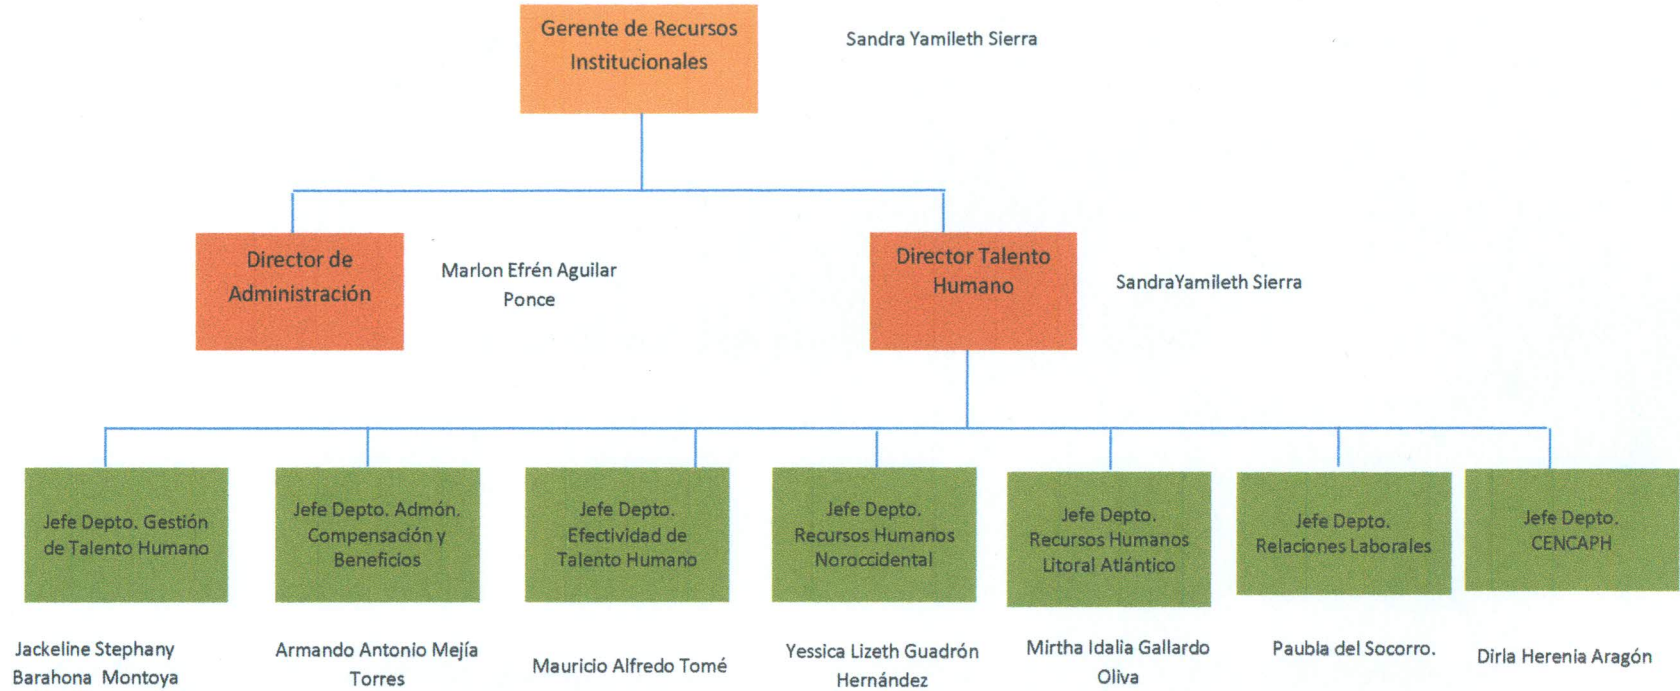 Gerente de Recursos
Institucionales
Sandra Yamileth Sierra
Director de
Administración
Marlon Efrén Aguilar
Ponce
Director Talento
Humano
SandraYamileth Sierra
Jefe Depto. Gestión
de Talento Humano
Jefe Depto. Admón.
Compensación y
Beneficios
Jefe Depto.
Efectividad de
Talento Humano
Jefe Depto.
Recursos Humanos
Noroccidental
Jefe Depto.
Recursos Humanos
Litoral Atlántico
Jefe Depto.
Relaciones Laborales
Jefe Depto.
CENCAPH
Jackeline Stephany
Barahona Montoya
Armando Antonio Mejía
Torres
Mauricio Alfredo Tomé
Yessica Lizeth Guadrón
Hernández
Mirtha Idalia Gallardo
Oliva
Paubla del Socorro.
Dirla Herenia Aragón